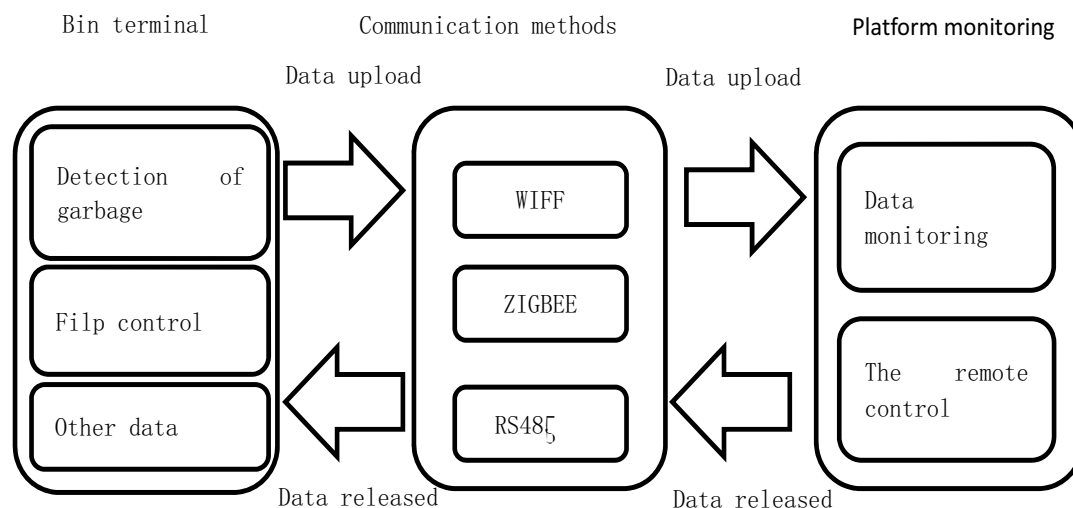 Bin terminal
Communication methods
Platform monitoring
Data upload
Data upload
Detection of
garbage
Filp control
Other data
WIFF
ZIGBEE
RS485
Data
monitoring
The remote
control
Data released
Data released